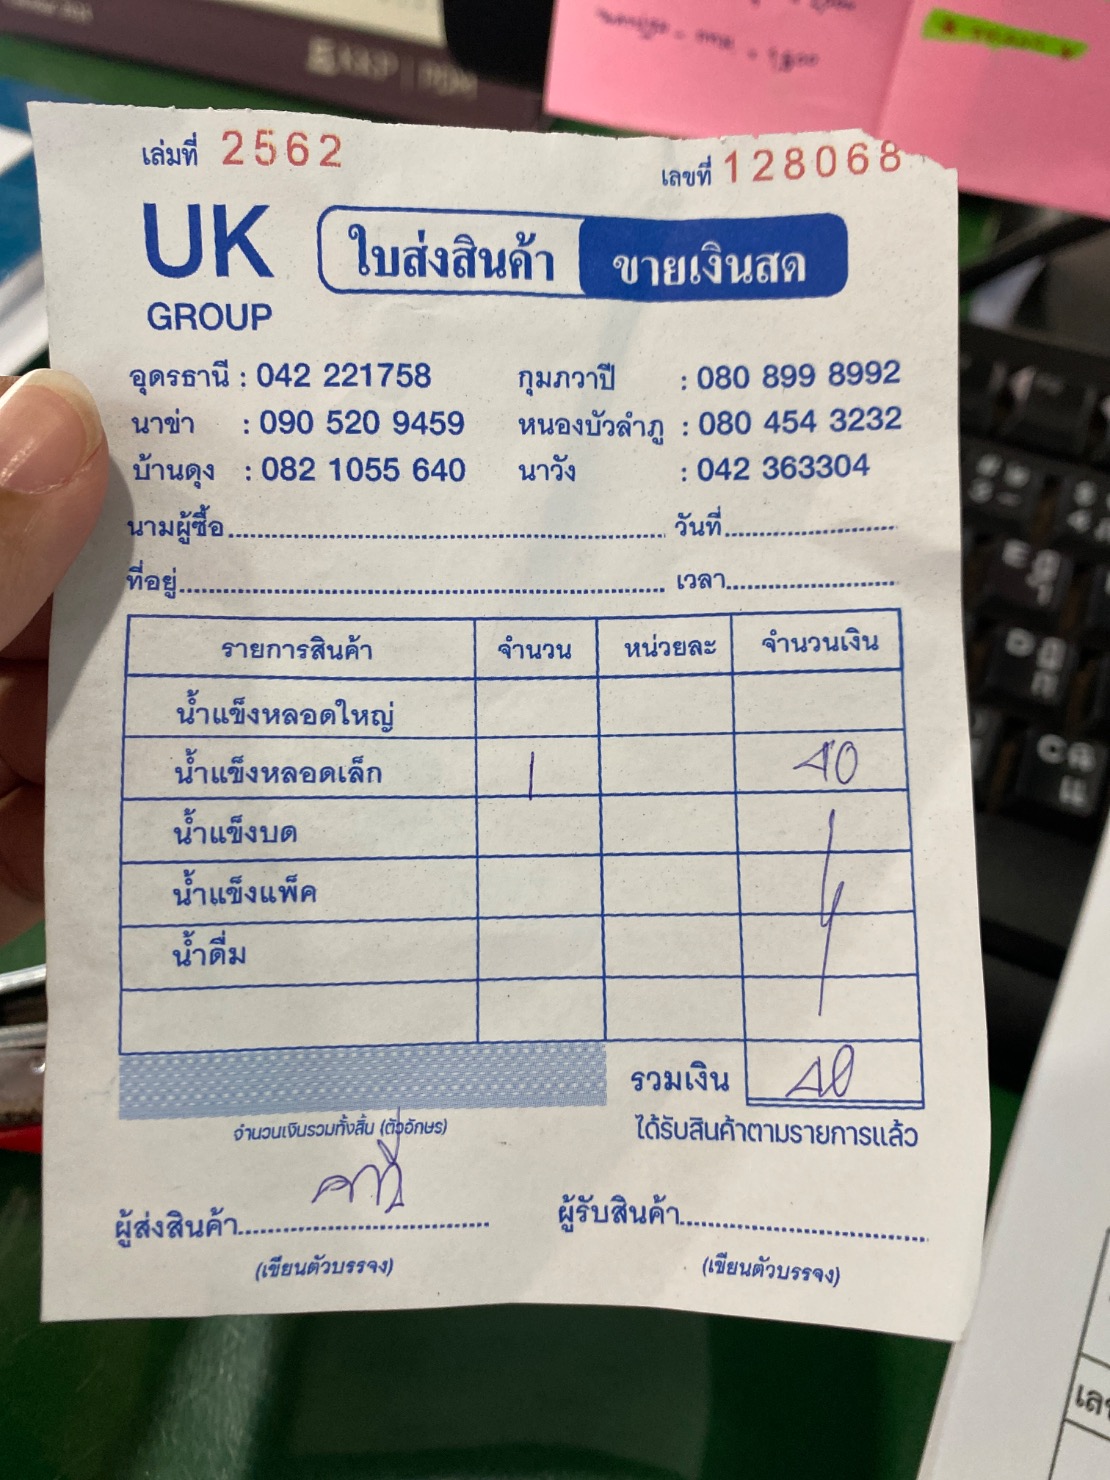 เล่มที่ 2562
เลขที่ 128068
UK GROUP
ใบส่งสินค้า ขายเงินสด
อุดรธานี : 042 221758 กุมภวาปี : 080 899 8992
นาข่า : 090 520 9459 หนองบัวลำภู : 080 454 3232
บ้านดุง : 082 1055 640 นาวัง : 042 363304
นามผู้ซื้อ วันที่
ที่อยู่ เวลา
รายการสินค้า จำนวน หน่วยละ จำนวนเงิน
น้ำแข็งหลอดใหญ่
น้ำแข็งหลอดเล็ก 1 40
น้ำแข็งบด
น้ำแข็งแพ็ค
น้ำดื่ม
รวมเงิน 40
จำนวนเงินรวมทั้งสิ้น (ตัวอักษร) ได้รับสินค้าตามรายการแล้ว
ผู้ส่งสินค้า ผู้รับสินค้า
(เขียนตัวบรรจง) (เขียนตัวบรรจง)